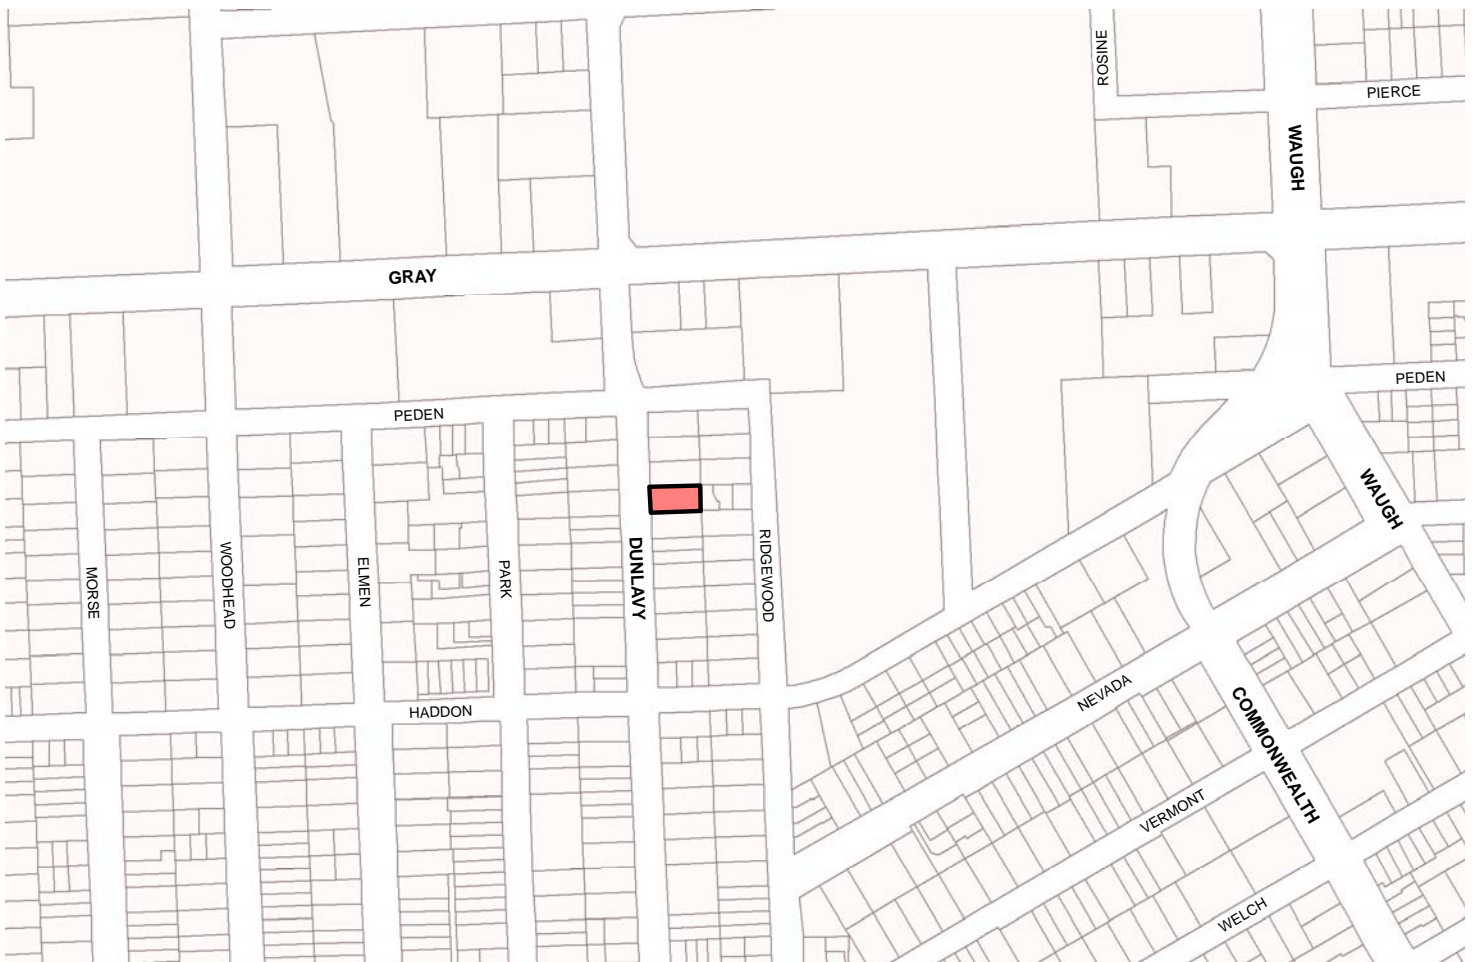 ROSINE
PIERCE
WAUGH
GRAY
PEDEN
PEDEN
WAUGH
DUNLAVY
RIDGEWOOD
WOODHEAD
ELMEN
PARK
MORSE
NEVADA
HADDON
COMMONWEALTH
VERMONT
WELCH